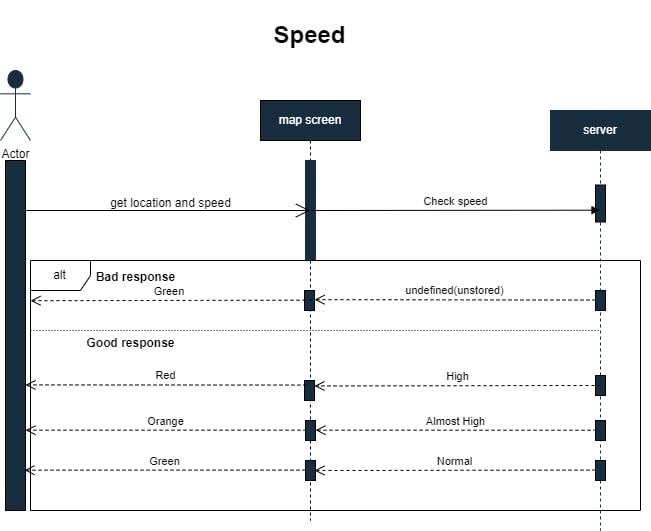 Speed
map screen
server
Actor
get location and speed
Check speed
alt
Bad response
Green
undefined(unstored)
Good response
Red
High
Orange
Almost High
Green
Normal